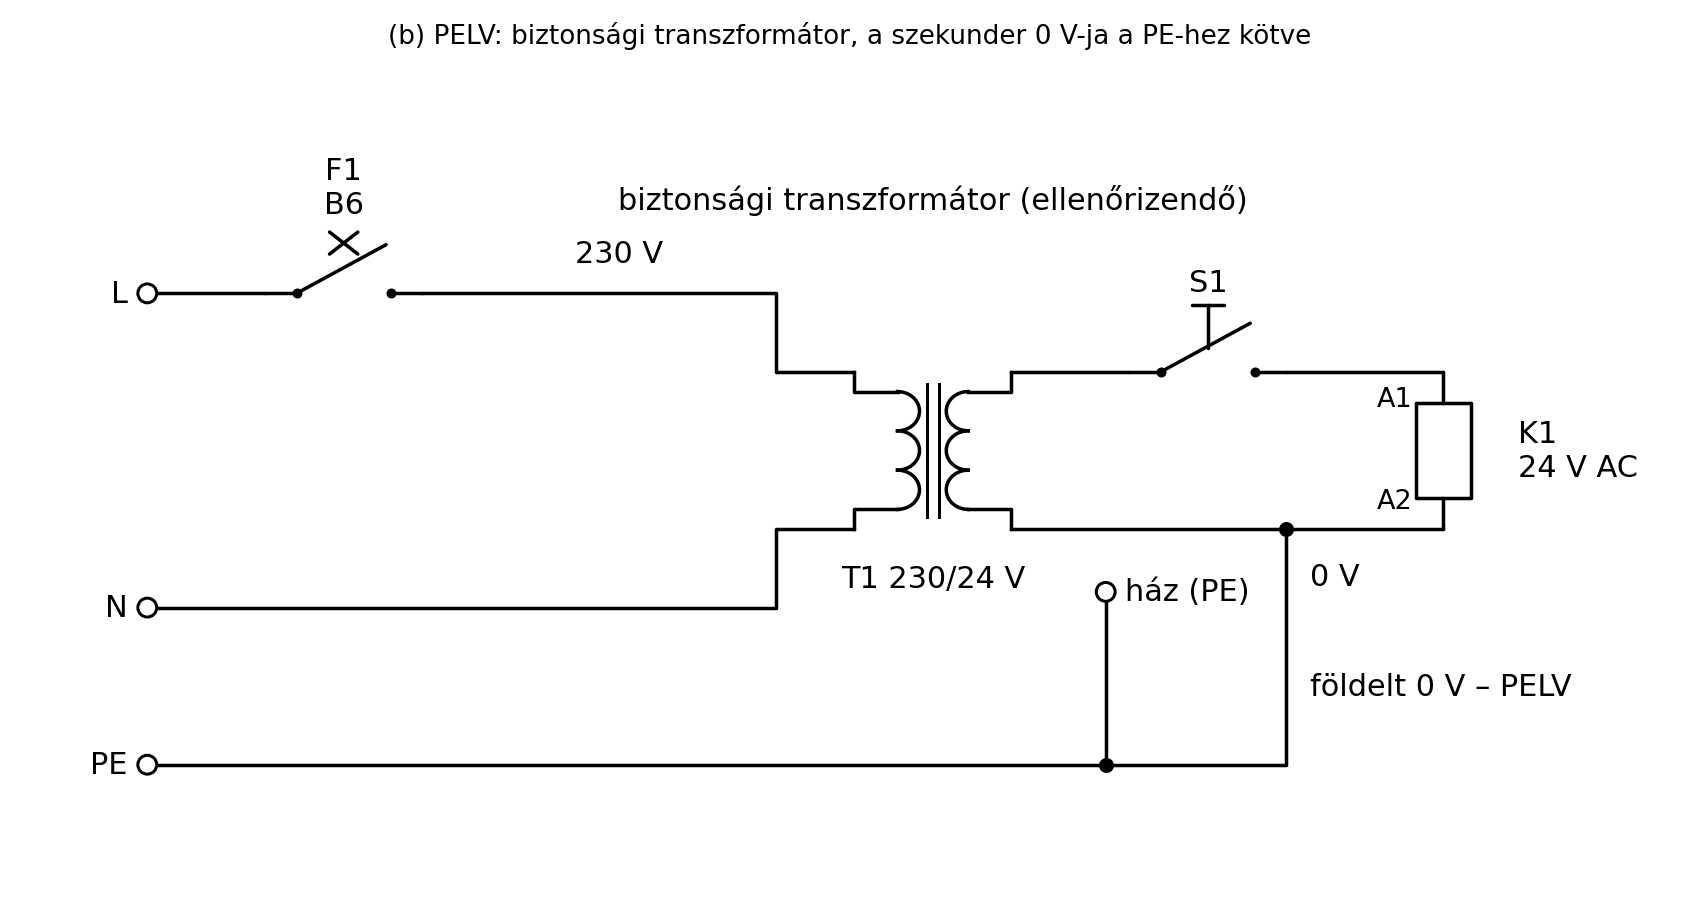 (b) PELV: biztonsági transzformátor, a szekunder 0 V-ja a PE-hez kötve
F1
B6
biztonsági transzformátor (ellenőrizendő)
230 V
S1
L
A1
K1
24 V AC
A2
T1 230/24 V
0 V
ház (PE)
N
földelt 0 V – PELV
PE